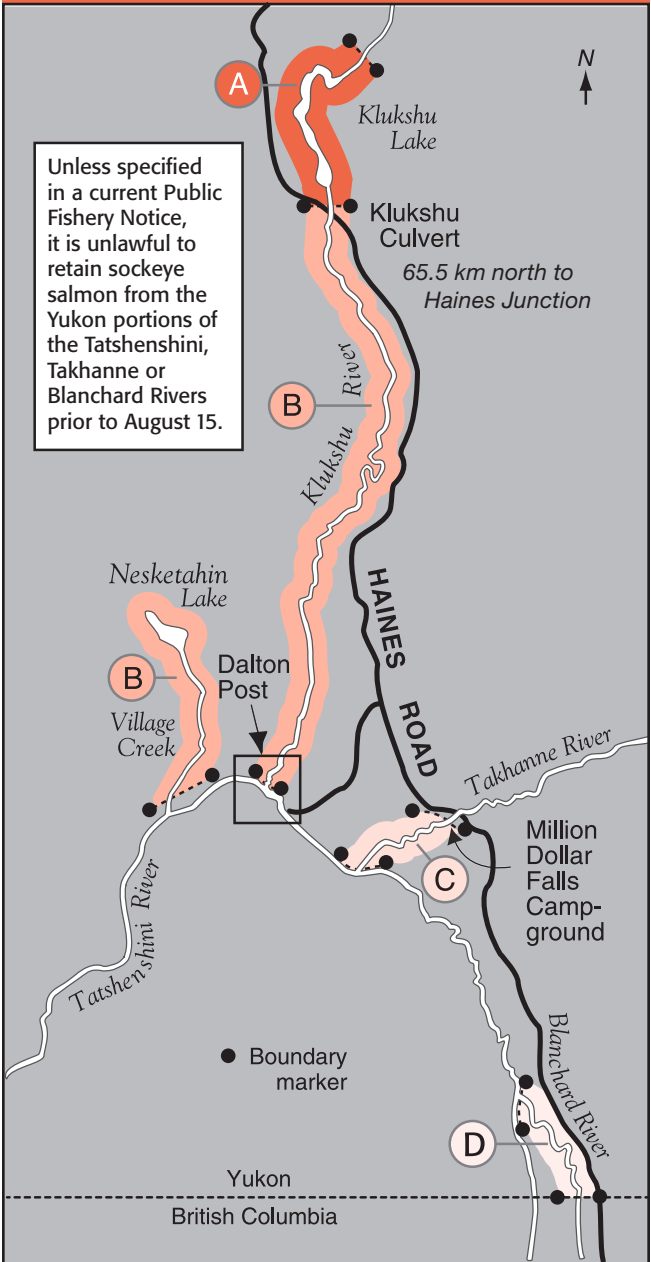 N
A
Klukshu
Lake
Unless specified
in a current Public
Fishery Notice,
it is unlawful to
retain sockeye
salmon from the
Yukon portions of
the Tatshenshini,
Takhanne or
Blanchard Rivers
prior to August 15.
Klukshu
Culvert
65.5 km north to
Haines Junction
B
Klukshu River
Nesketahin
Lake
HAINES ROAD
B
Dalton
Post
Village
Creek
Takhanne River
Million
Dollar
Falls
Camp-
ground
C
Tatshenshini River
Boundary
marker
Blanchard River
D
Yukon
British Columbia